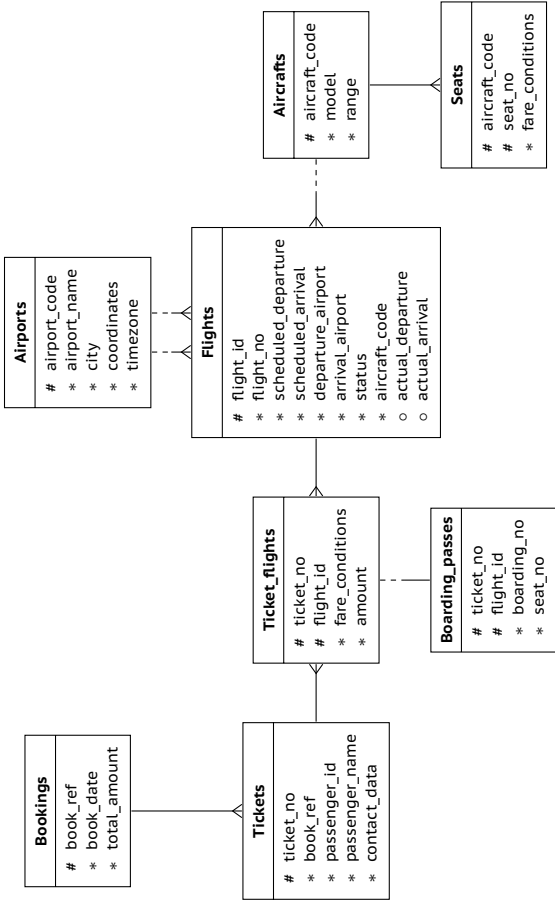 Bookings
# book_ref
* book_date
* total_amount
Tickets
# ticket_no
* book_ref
* passenger_id
* passenger_name
* contact_data
Ticket_flights
# ticket_no
# flight_id
* fare_conditions
* amount
Boarding_passes
# ticket_no
# flight_id
* boarding_no
* seat_no
Airports
# airport_code
* airport_name
* city
* coordinates
* timezone
Flights
# flight_id
* flight_no
* scheduled_departure
* scheduled_arrival
* departure_airport
* arrival_airport
* status
* aircraft_code
○ actual_departure
○ actual_arrival
Aircrafts
# aircraft_code
* model
* range
Seats
# aircraft_code
# seat_no
* fare_conditions